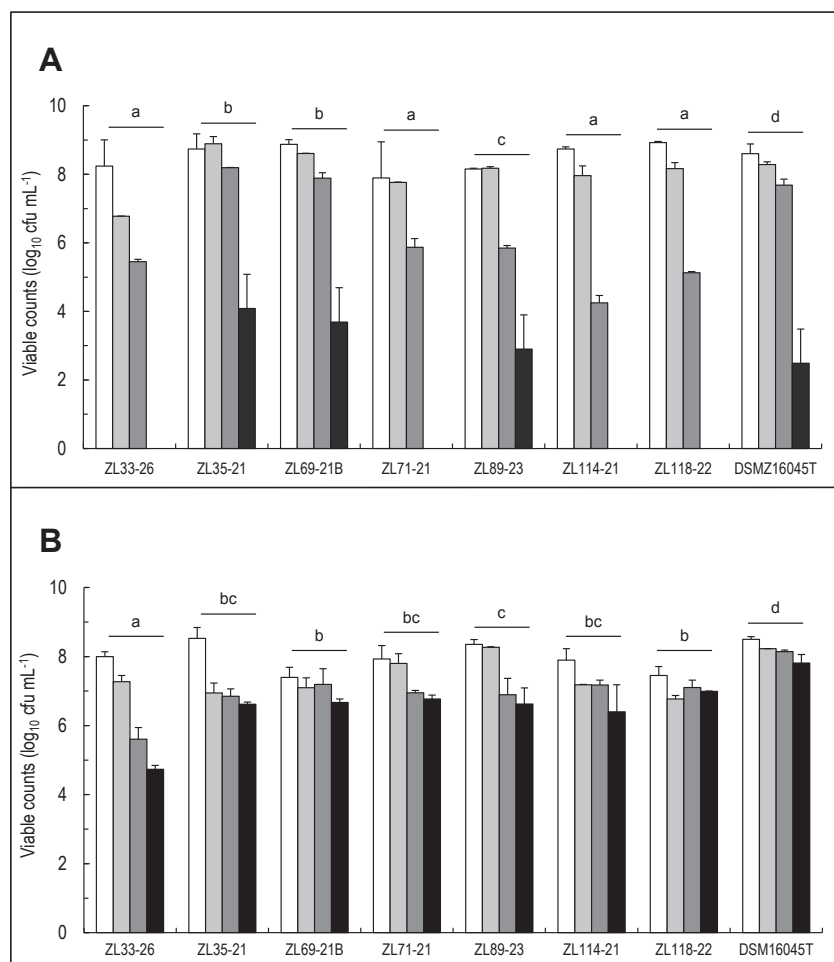 A
10
8
6
4
2
0
Viable counts (log10 cfu mL-1)
a b b a c a a d
ZL33-26 ZL35-21 ZL69-21B ZL71-21 ZL89-23 ZL114-21 ZL118-22 DSMZ16045T
B
10
8
6
4
2
0
Viable counts (log10 cfu mL-1)
a bc b bc c bc b d
ZL33-26 ZL35-21 ZL69-21B ZL71-21 ZL89-23 ZL114-21 ZL118-22 DSM16045T